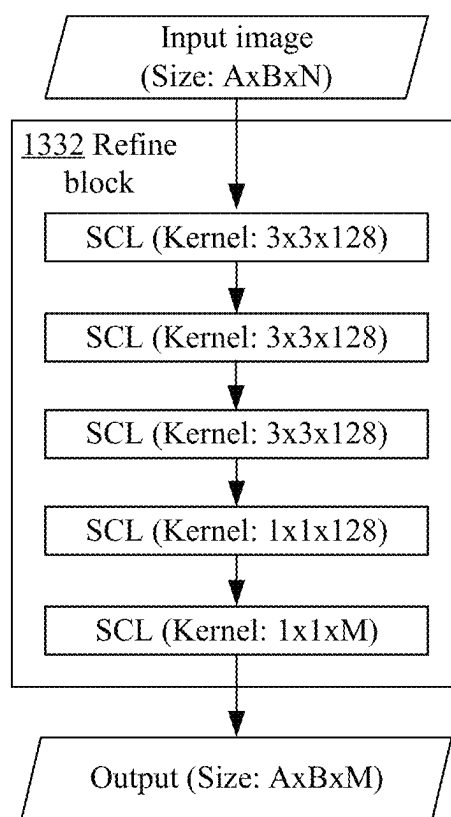 Input image
(Size: AxBxN)
1332 Refine
block
SCL (Kernel: 3x3x128)
SCL (Kernel: 3x3x128)
SCL (Kernel: 3x3x128)
SCL (Kernel: 1x1x128)
SCL (Kernel: 1x1xM)
Output (Size: AxBxM)